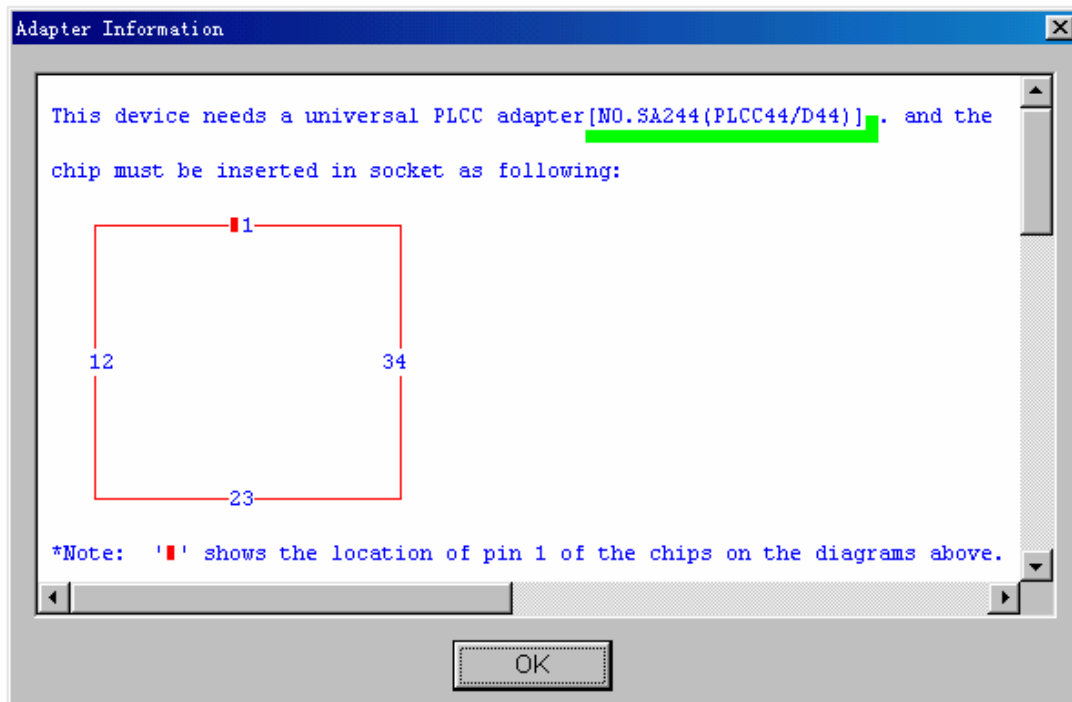 Adapter Information
This device needs a universal PLCC adapter[NO.SA244(PLCC44/D44)] . and the
chip must be inserted in socket as following:
1
12 34
23
*Note: '▮' shows the location of pin 1 of the chips on the diagrams above.
OK